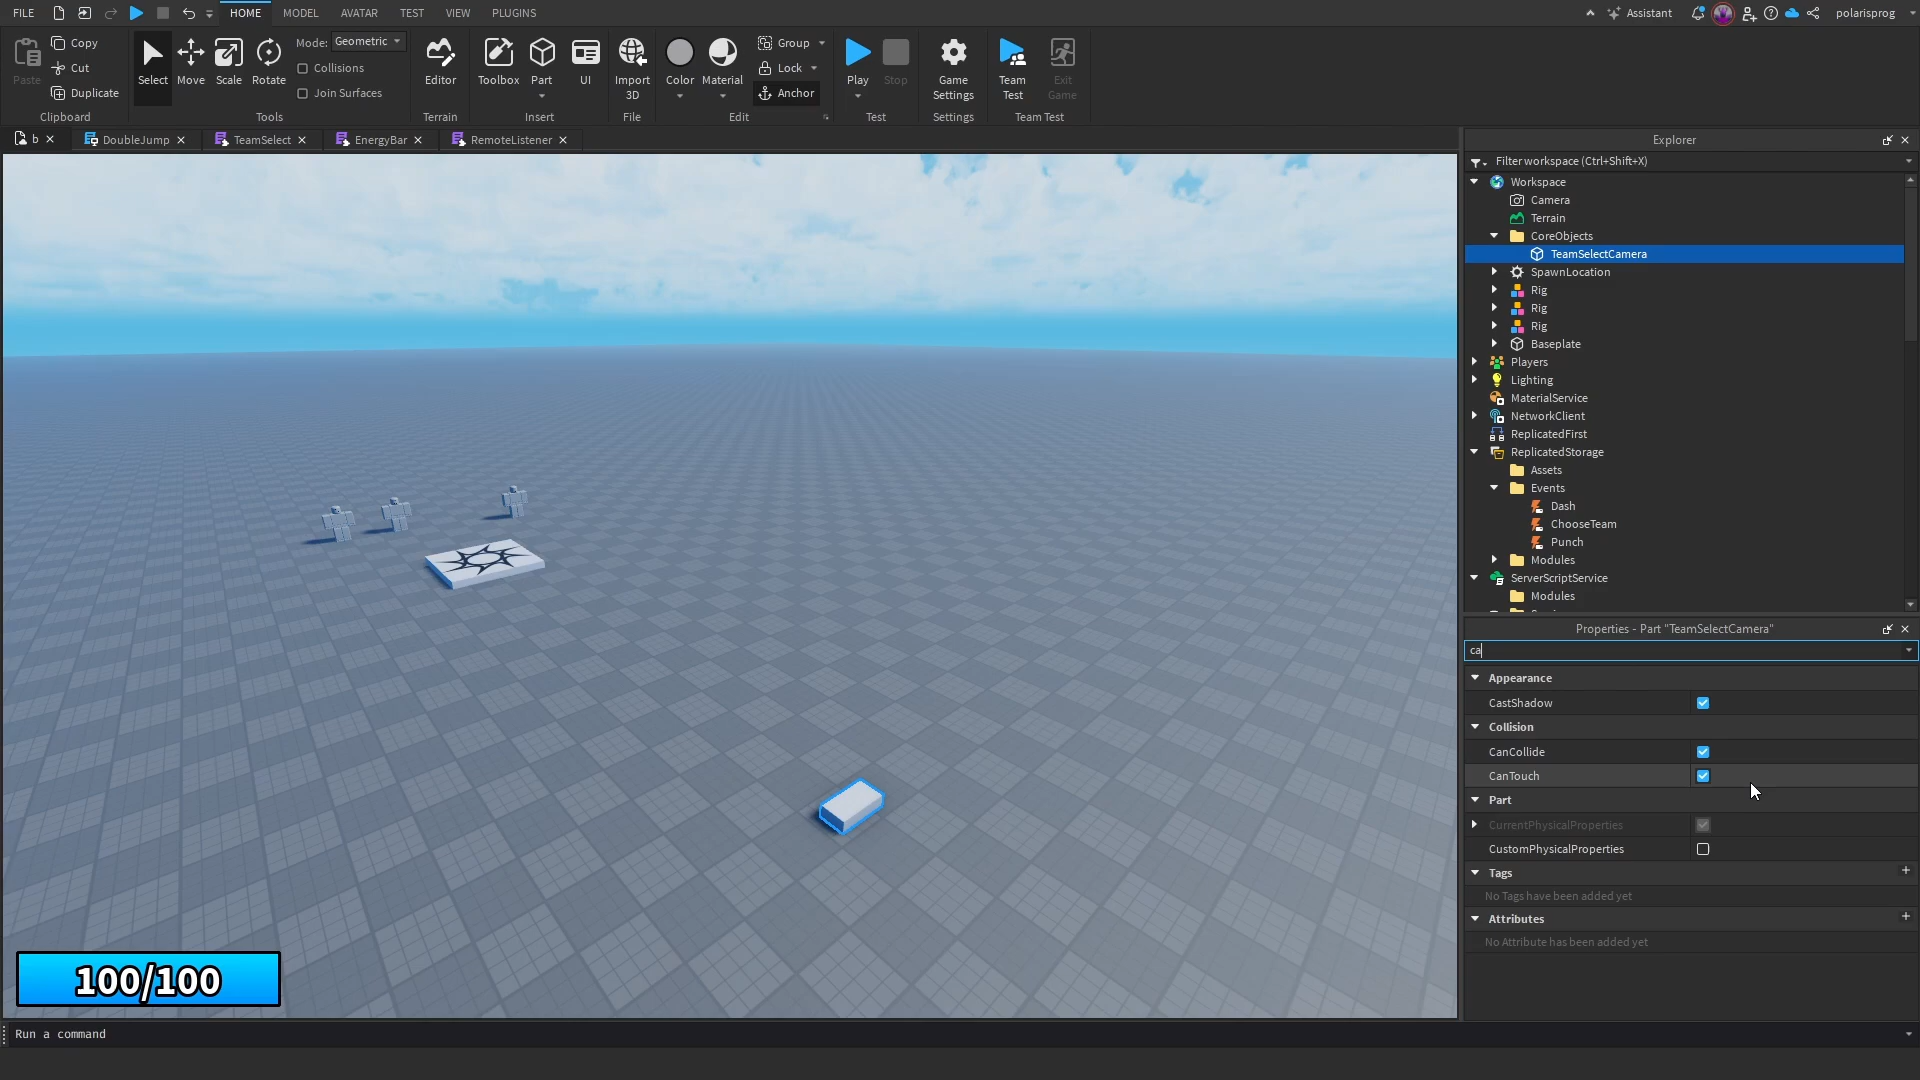 FILE
HOME
MODEL
AVATAR
TEST
VIEW
PLUGINS
Assistant
polarisprog
Paste
Copy
Cut
Duplicate
Clipboard
Select
Move
Scale
Rotate
Mode: Geometric
Collisions
Join Surfaces
Tools
Editor
Terrain
Toolbox
Part
UI
Insert
Import
3D
File
Color
Material
Group
Lock
Anchor
Edit
Play
Stop
Test
Game
Settings
Settings
Team
Test
Exit
Game
Team Test
b
DoubleJump
TeamSelect
EnergyBar
RemoteListener
100/100
Run a command
Explorer
Filter workspace (Ctrl+Shift+X)
Workspace
Camera
Terrain
CoreObjects
TeamSelectCamera
SpawnLocation
Rig
Rig
Rig
Baseplate
Players
Lighting
MaterialService
NetworkClient
ReplicatedFirst
ReplicatedStorage
Assets
Events
Dash
ChooseTeam
Punch
Modules
ServerScriptService
Modules
Properties - Part "TeamSelectCamera"
ca
Appearance
CastShadow
Collision
CanCollide
CanTouch
Part
CurrentPhysicalProperties
CustomPhysicalProperties
Tags
No Tags have been added yet
Attributes
No Attribute has been added yet